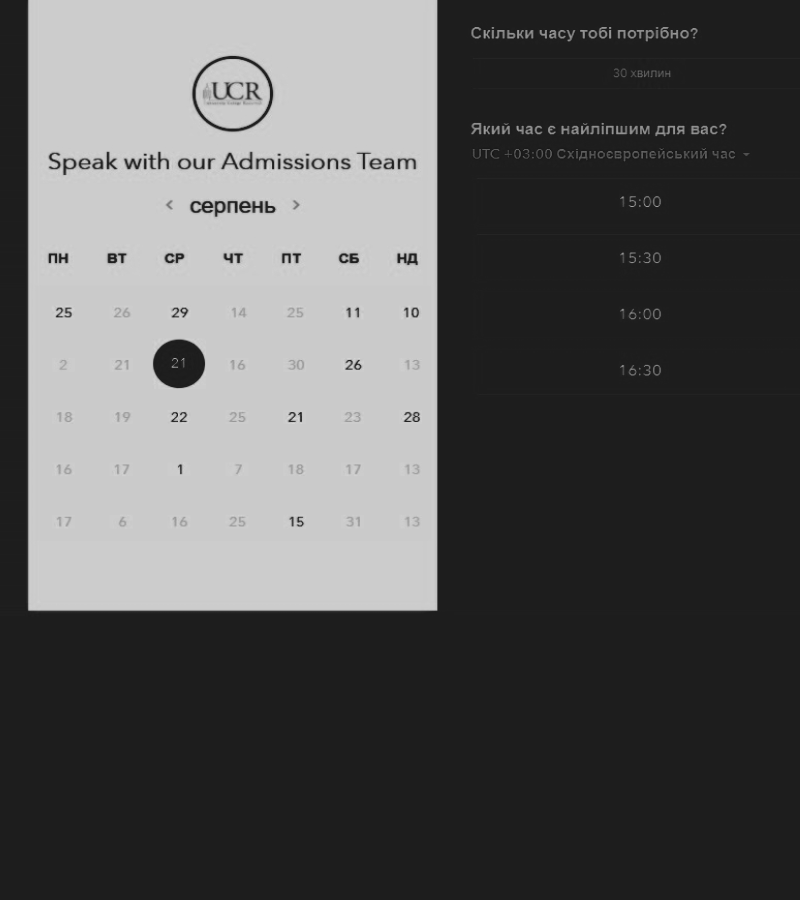 UCR
Speak with our Admissions Team
< серпень >
ПН ВТ СР ЧТ ПТ СБ НД
25 26 29 14 25 11 10
2 21 21 16 30 26 13
18 19 22 25 21 23 28
16 17 1 7 18 17 13
17 6 16 25 15 31 13
Скільки часу тобі потрібно?
30 хвилин
Який час є найліпшим для вас?
UTC +03:00 Східноєвропейський час
15:00
15:30
16:00
16:30